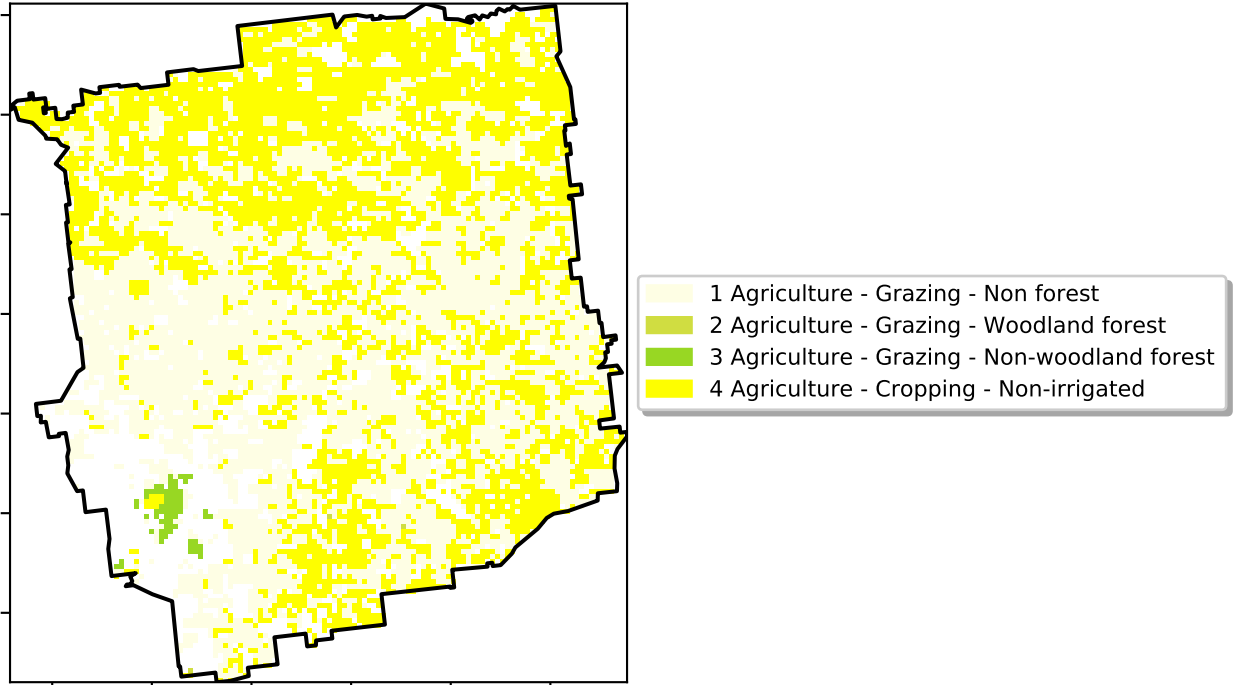 1 Agriculture - Grazing - Non forest
2 Agriculture - Grazing - Woodland forest
3 Agriculture - Grazing - Non-woodland forest
4 Agriculture - Cropping - Non-irrigated